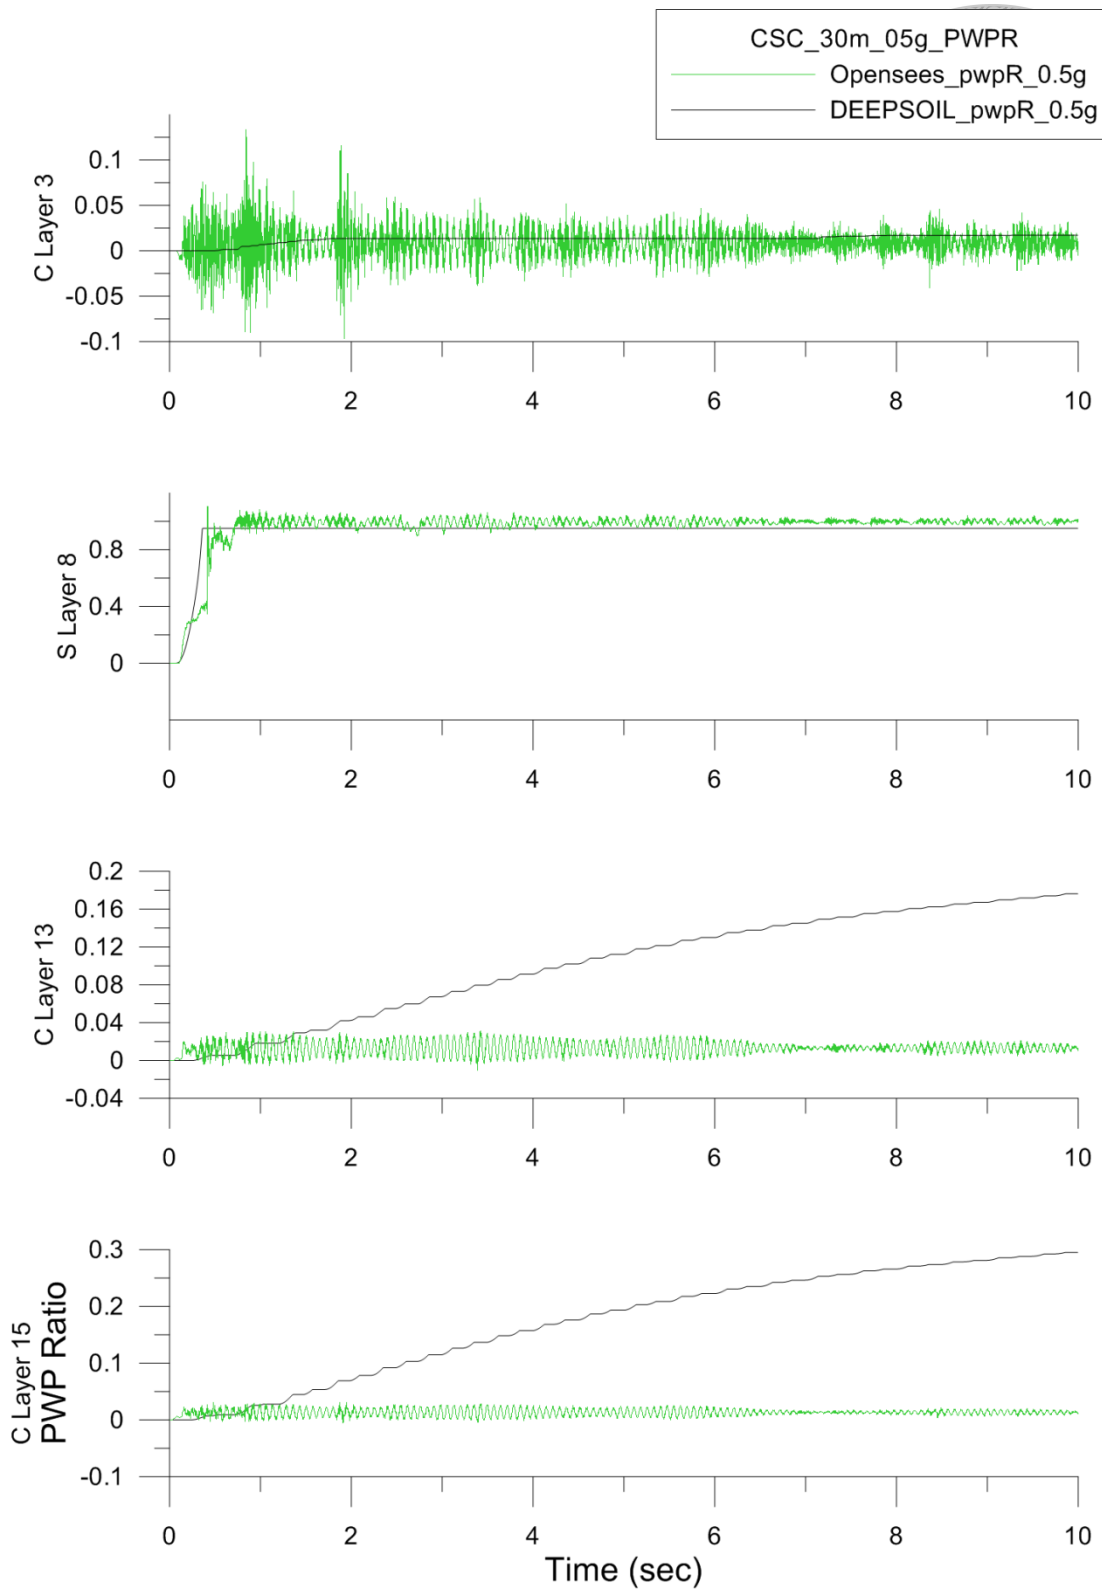 CSC_30m_05g_PWPR
Opensees_pwpR_0.5g
DEEPSOIL_pwpR_0.5g
C Layer 3
0.1
0.05
0
-0.05
-0.1
0 2 4 6 8 10
S Layer 8
0.8
0.4
0
0 2 4 6 8 10
C Layer 13
0.2
0.16
0.12
0.08
0.04
0
-0.04
0 2 4 6 8 10
C Layer 15
PWP Ratio
0.3
0.2
0.1
0
-0.1
0 2 4 6 8 10
Time (sec)